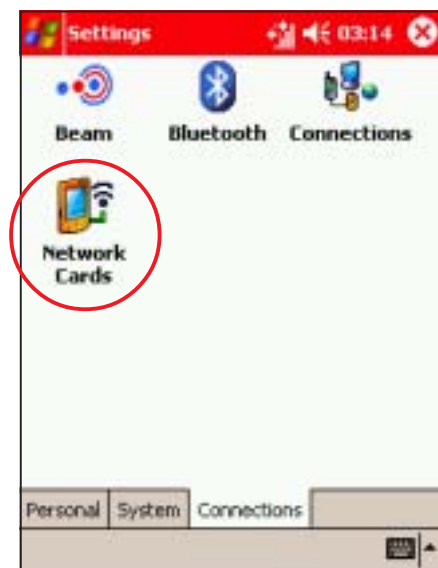 Settings 03:14
Beam Bluetooth Connections
Network
Cards
Personal System Connections